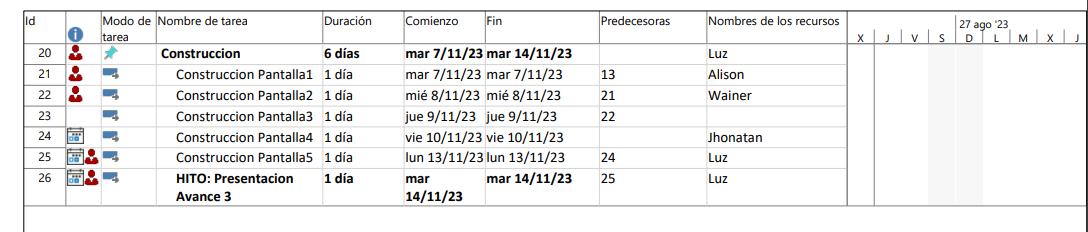 Id Modo de tarea Nombre de tarea Duración Comienzo Fin Predecesoras Nombres de los recursos 27 ago '23
X J V S D L M X J
20 Construccion 6 días mar 7/11/23 mar 14/11/23 Luz
21 Construccion Pantalla1 1 día mar 7/11/23 mar 7/11/23 13 Alison
22 Construccion Pantalla2 1 día mié 8/11/23 mié 8/11/23 21 Wainer
23 Construccion Pantalla3 1 día jue 9/11/23 jue 9/11/23 22
24 Construccion Pantalla4 1 día vie 10/11/23 vie 10/11/23 Jhonatan
25 Construccion Pantalla5 1 día lun 13/11/23 lun 13/11/23 24 Luz
26 HITO: Presentacion 1 día mar mar 14/11/23 25 Luz
Avance 3 14/11/23